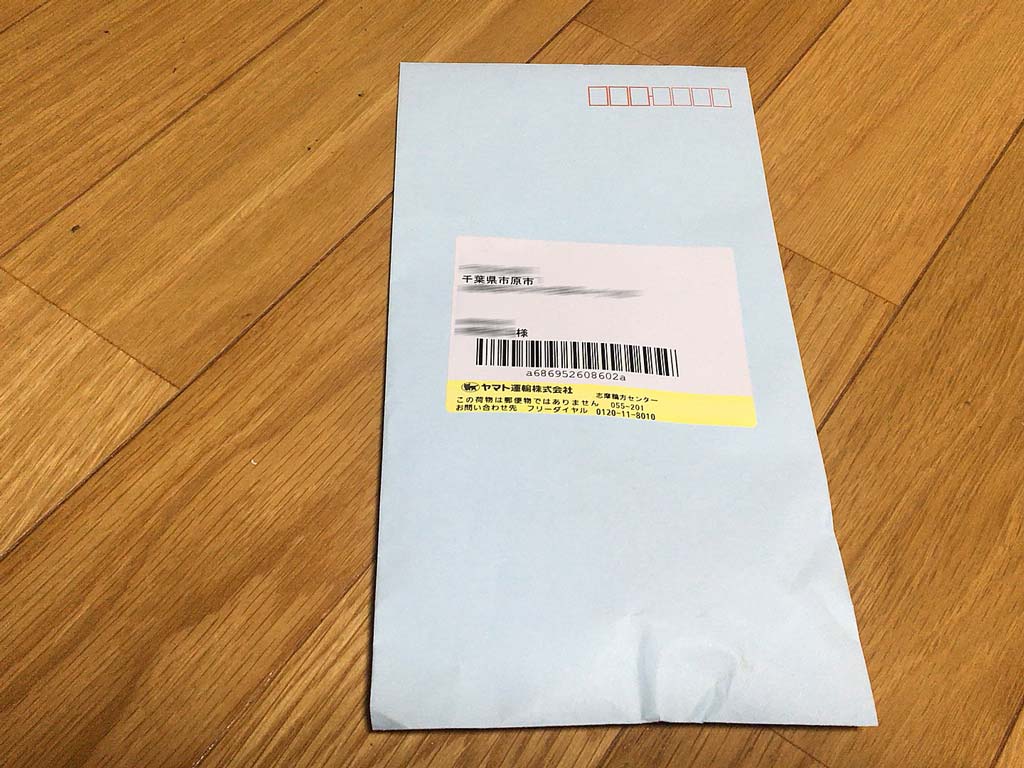 千葉県市原市
様
a686952608602a
ヤマト運輸株式会社 志摩鵜方センター
この荷物は郵便物ではありません 055-201
お問い合わせ先 フリーダイヤル 0120-11-8010